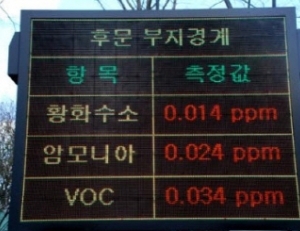 후문 부지경계
항 목 측정값
황화수소 0.014 ppm
암모니아 0.024 ppm
VOC 0.034 ppm